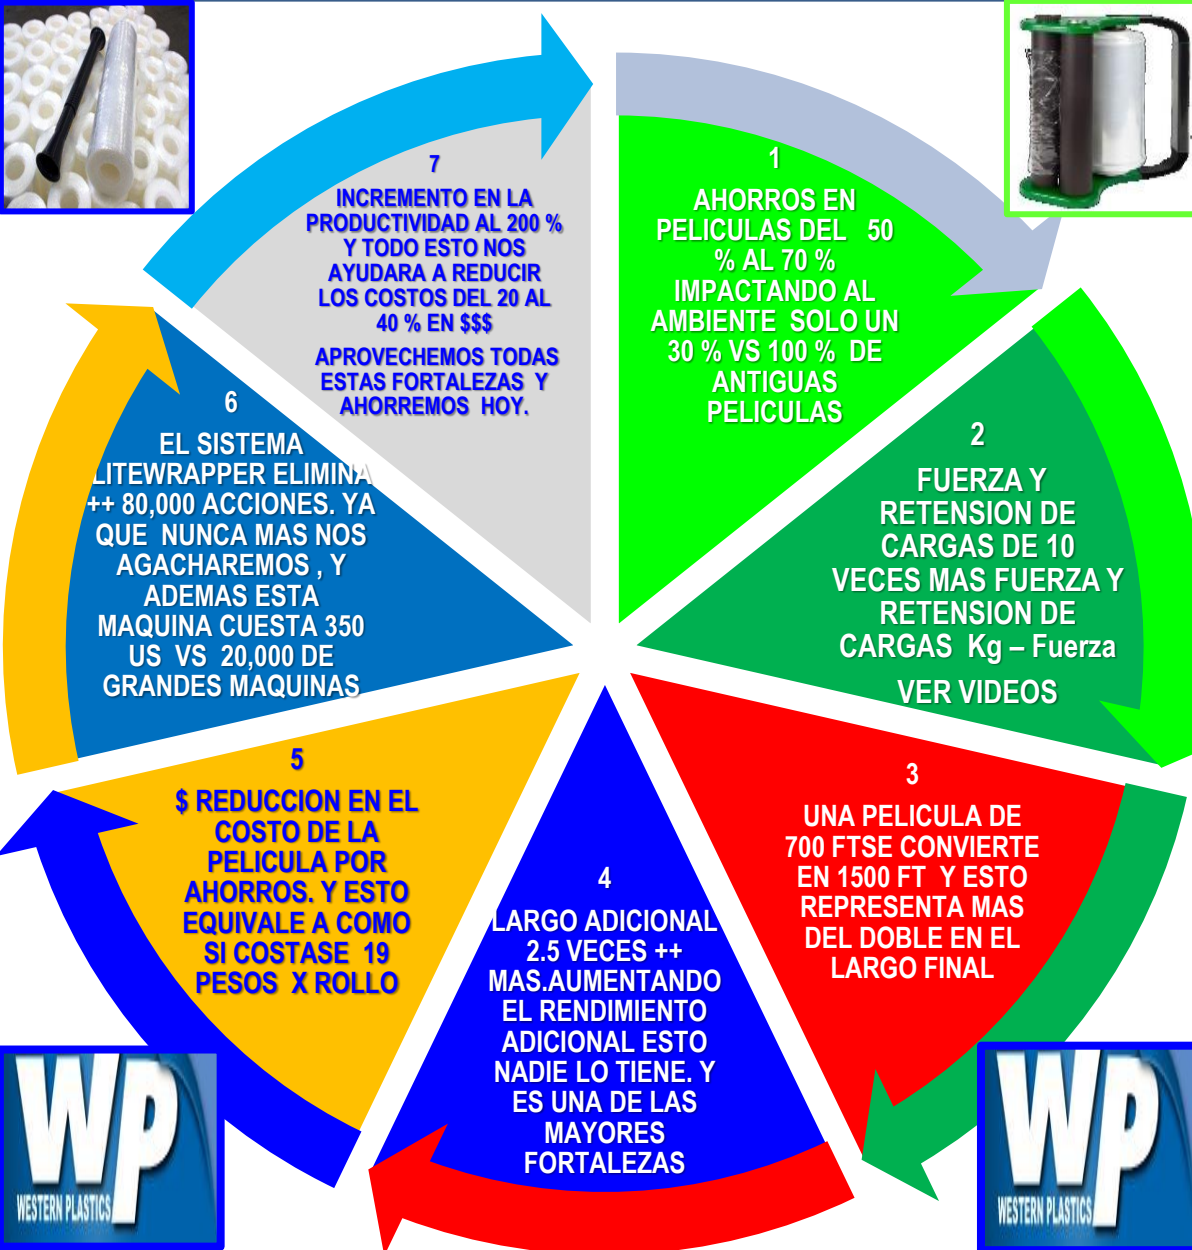 1
AHORROS EN
PELICULAS DEL 50
% AL 70 %
IMPACTANDO AL
AMBIENTE SOLO UN
30 % VS 100 % DE
ANTIGUAS
PELICULAS
2
FUERZA Y
RETENSION DE
CARGAS DE 10
VECES MAS FUERZA Y
RETENSION DE
CARGAS Kg – Fuerza
VER VIDEOS
3
UNA PELICULA DE
700 FTSE CONVIERTE
EN 1500 FT Y ESTO
REPRESENTA MAS
DEL DOBLE EN EL
LARGO FINAL
4
LARGO ADICIONAL
2.5 VECES ++
MAS.AUMENTANDO
EL RENDIMIENTO
ADICIONAL ESTO
NADIE LO TIENE. Y
ES UNA DE LAS
MAYORES
FORTALEZAS
5
$ REDUCCION EN EL
COSTO DE LA
PELICULA POR
AHORROS. Y ESTO
EQUIVALE A COMO
SI COSTASE 19
PESOS X ROLLO
6
EL SISTEMA
LITEWRAPPER ELIMINA
++ 80,000 ACCIONES. YA
QUE NUNCA MAS NOS
AGACHAREMOS , Y
ADEMAS ESTA
MAQUINA CUESTA 350
US VS 20,000 DE
GRANDES MAQUINAS
7
INCREMENTO EN LA
PRODUCTIVIDAD AL 200 %
Y TODO ESTO NOS
AYUDARA A REDUCIR
LOS COSTOS DEL 20 AL
40 % EN $$$
APROVECHEMOS TODAS
ESTAS FORTALEZAS Y
AHORREMOS HOY.
WP
WESTERN PLASTICS
WP
WESTERN PLASTICS